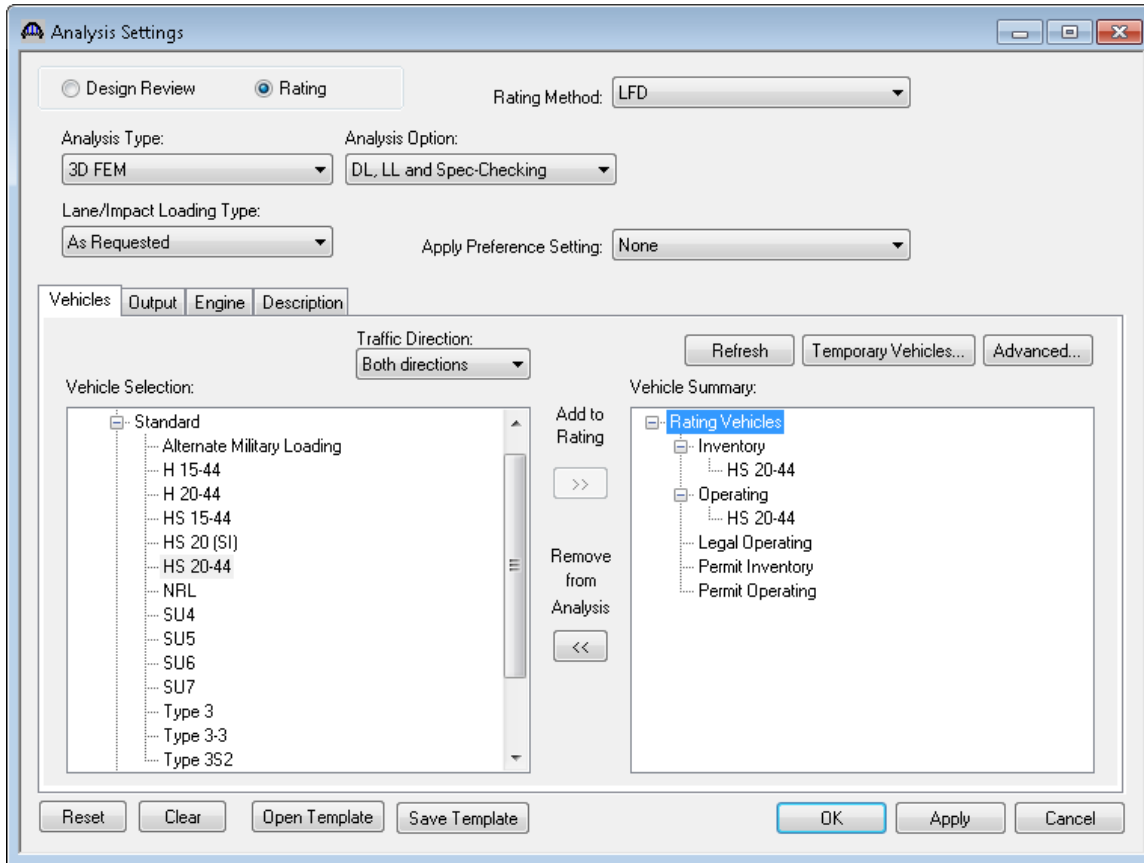 Analysis Settings
Design Review
Rating
Rating Method:
LFD
Analysis Type:
Analysis Option:
3D FEM
DL, LL and Spec-Checking
Lane/Impact Loading Type:
As Requested
Apply Preference Setting:
None
Vehicles
Output
Engine
Description
Traffic Direction:
Both directions
Refresh
Temporary Vehicles...
Advanced...
Vehicle Selection:
Standard
Alternate Military Loading
H 15-44
H 20-44
HS 15-44
HS 20 (SI)
HS 20-44
NRL
SU4
SU5
SU6
SU7
Type 3
Type 3-3
Type 3S2
Add to
Rating
>>
Remove
from
Analysis
<<
Vehicle Summary:
Rating Vehicles
Inventory
HS 20-44
Operating
HS 20-44
Legal Operating
Permit Inventory
Permit Operating
Reset
Clear
Open Template
Save Template
OK
Apply
Cancel